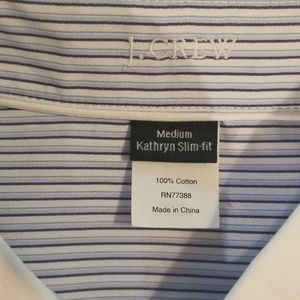 J.CREW
Medium
Kathryn Slim-fit
100% Cotton
RN77388
Made in China